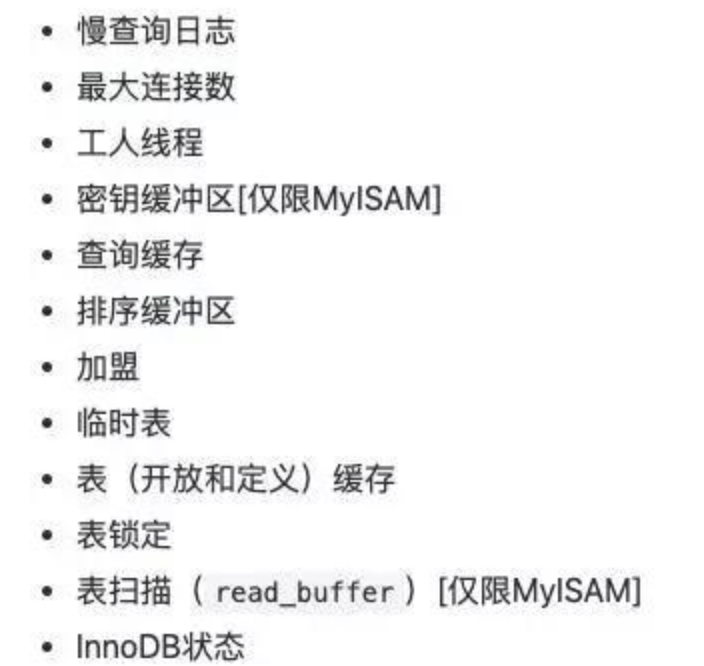 • 慢查询日志
• 最大连接数
• 工人线程
• 密钥缓冲区[仅限MyISAM]
• 查询缓存
• 排序缓冲区
• 加盟
• 临时表
• 表（开放和定义）缓存
• 表锁定
• 表扫描（read_buffer）[仅限MyISAM]
• InnoDB状态